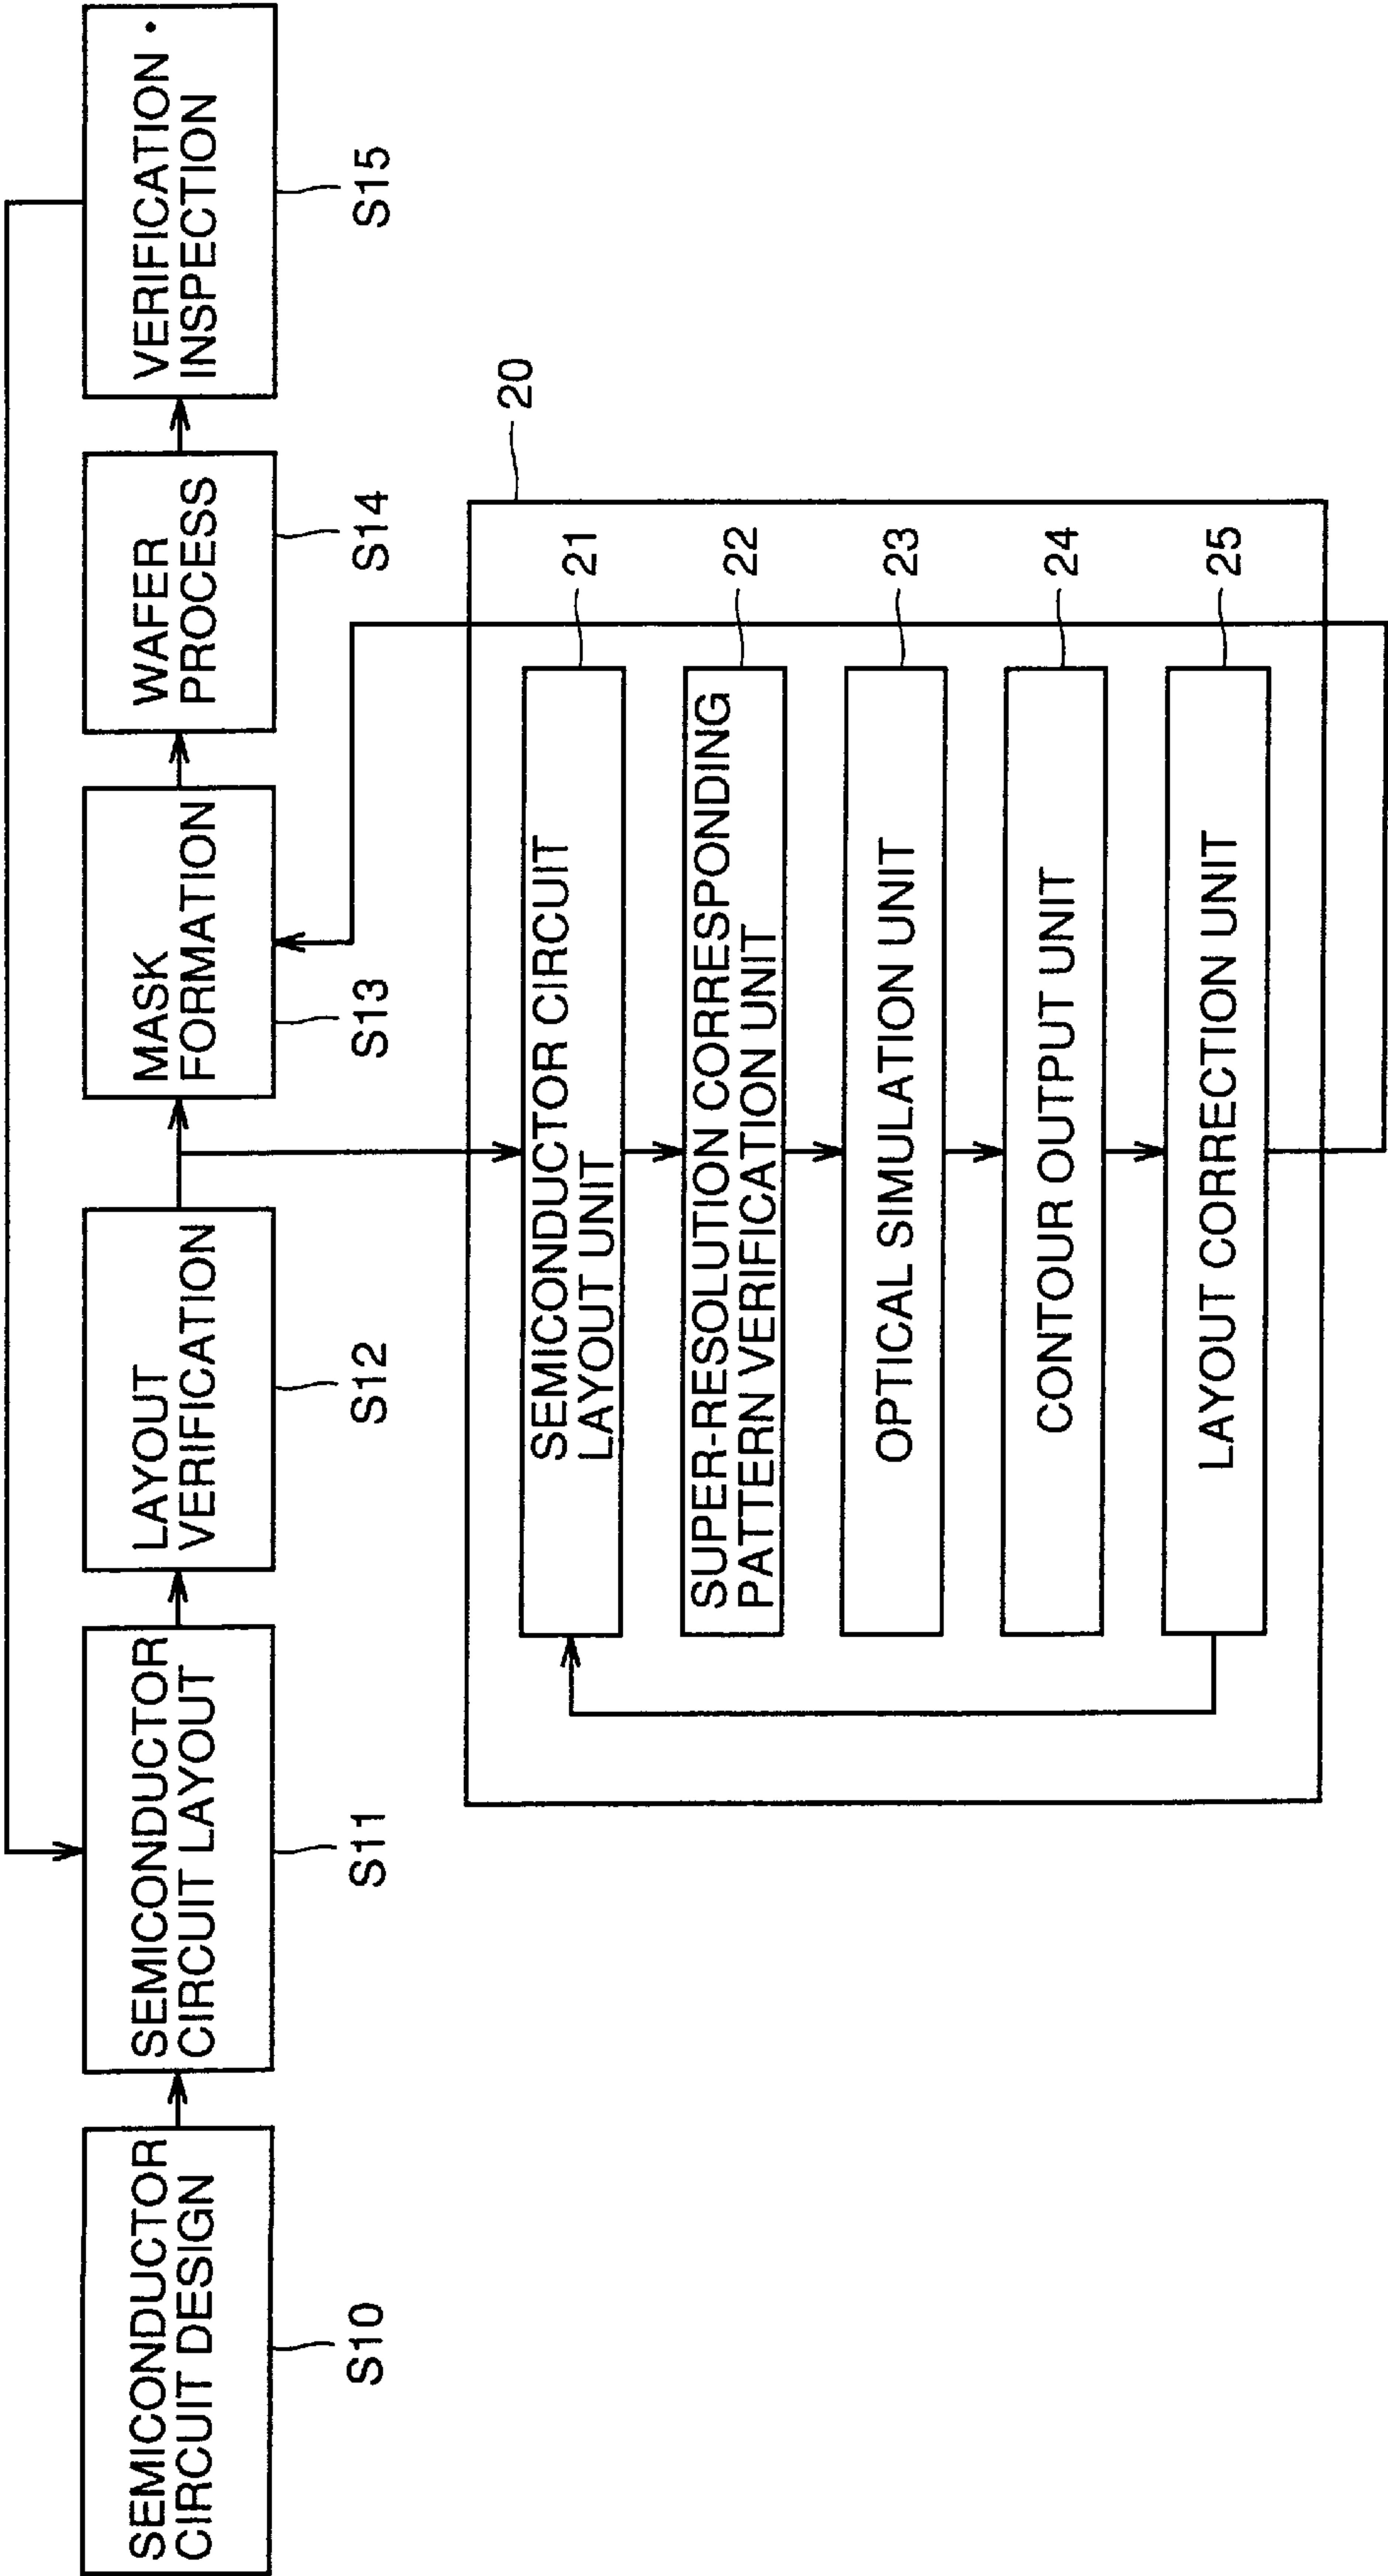 SEMICONDUCTOR
CIRCUIT DESIGN
S10
SEMICONDUCTOR
CIRCUIT LAYOUT
S11
LAYOUT
VERIFICATION
S12
MASK
FORMATION
S13
WAFER
PROCESS
S14
VERIFICATION •
INSPECTION
S15
20
SEMICONDUCTOR CIRCUIT
LAYOUT UNIT
21
SUPER-RESOLUTION CORRESPONDING
PATTERN VERIFICATION UNIT
22
OPTICAL SIMULATION UNIT
23
CONTOUR OUTPUT UNIT
24
LAYOUT CORRECTION UNIT
25